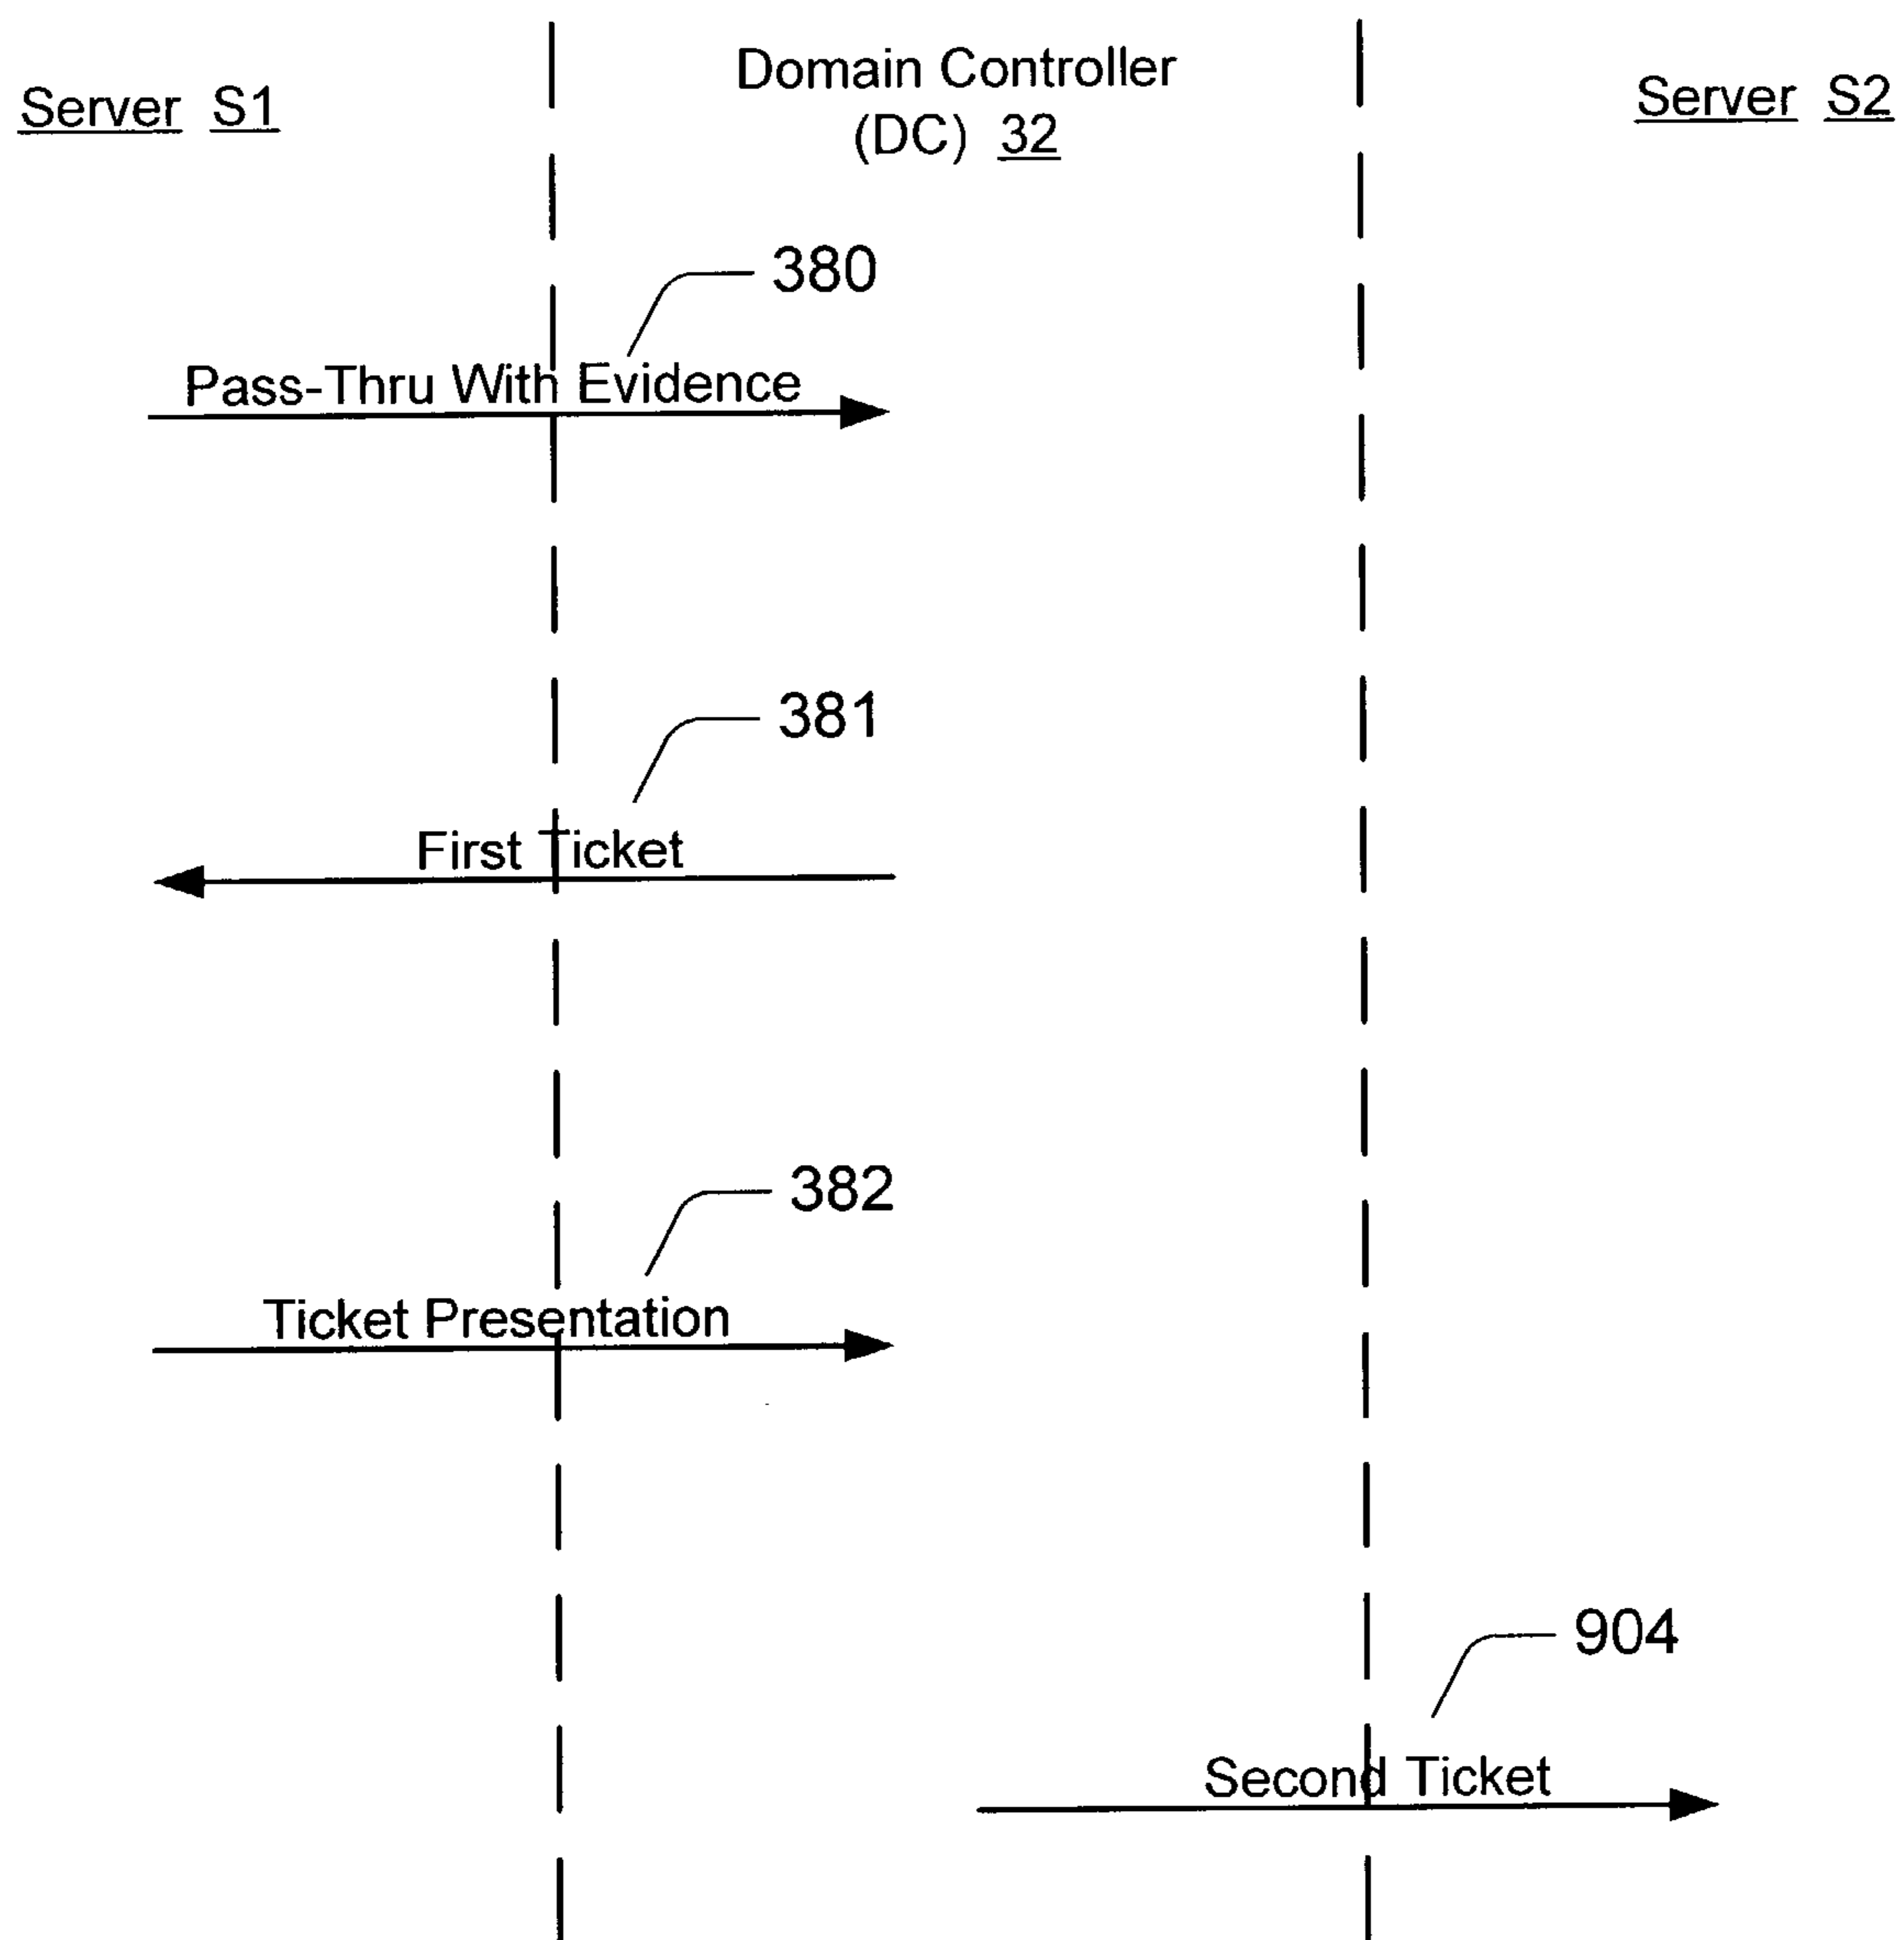 Server S1
Domain Controller
(DC) 32
Server S2
380
Pass-Thru With Evidence
381
First Ticket
382
Ticket Presentation
904
Second Ticket